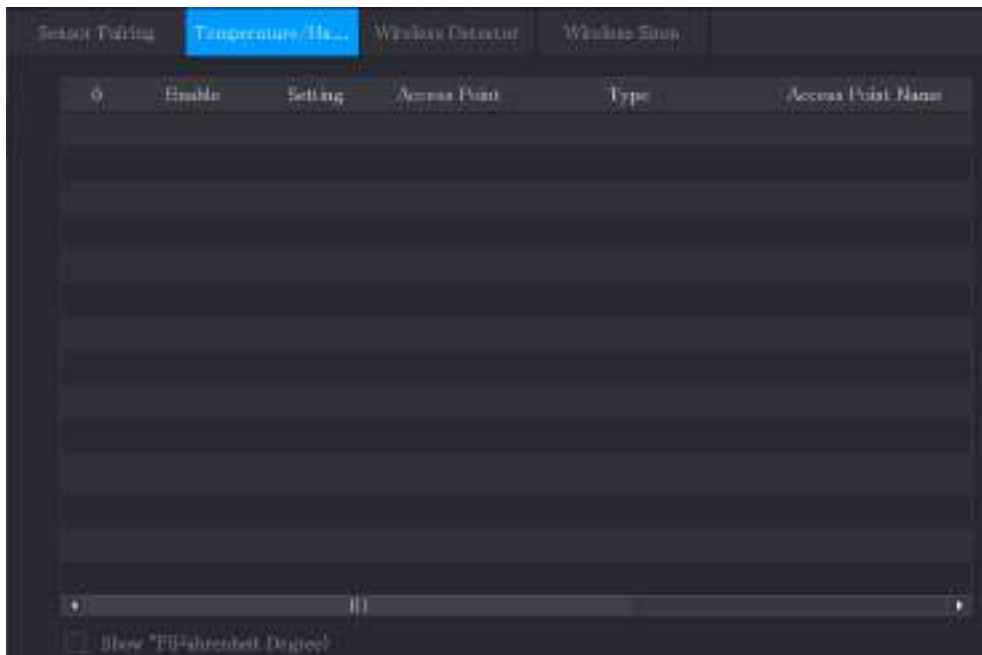 Sensor Pairing Temperature/Hu... Wireless Detector Wireless Siren
0 Enable Setting Access Point Type Access Point Name
Show °F(Fahrenheit Degree)